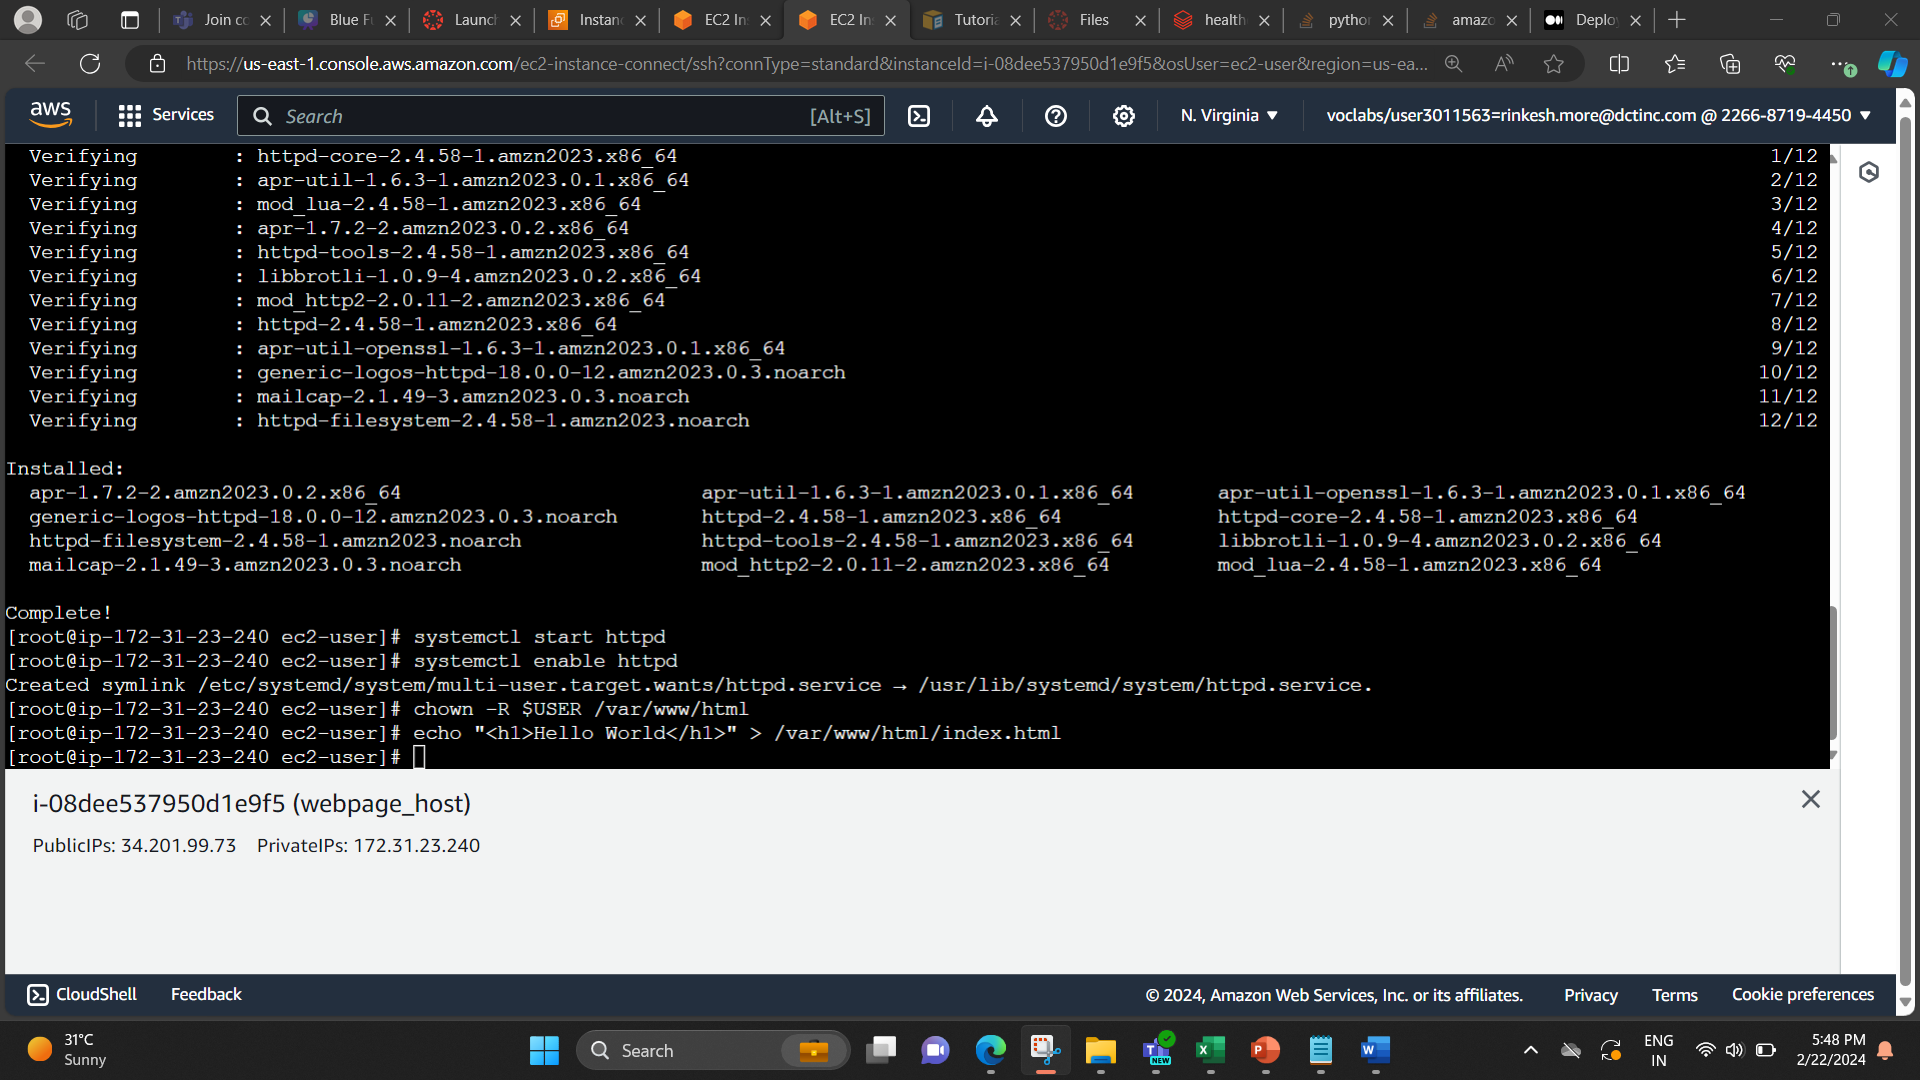 Join co
Blue Fu
Launch
Instanc
EC2 Ins
EC2 Ins
Tutoria
Files
health
python
amazo
Deploy
https://us-east-1.console.aws.amazon.com/ec2-instance-connect/ssh?connType=standard&instanceId=i-08dee537950d1e9f5&osUser=ec2-user&region=us-ea...
aws
Services
Search
[Alt+S]
N. Virginia
voclabs/user3011563=rinkesh.more@dctinc.com @ 2266-8719-4450
Verifying : httpd-core-2.4.58-1.amzn2023.x86_64 1/12
Verifying : apr-util-1.6.3-1.amzn2023.0.1.x86_64 2/12
Verifying : mod_lua-2.4.58-1.amzn2023.x86_64 3/12
Verifying : apr-1.7.2-2.amzn2023.0.2.x86_64 4/12
Verifying : httpd-tools-2.4.58-1.amzn2023.x86_64 5/12
Verifying : libbrotli-1.0.9-4.amzn2023.0.2.x86_64 6/12
Verifying : mod_http2-2.0.11-2.amzn2023.x86_64 7/12
Verifying : httpd-2.4.58-1.amzn2023.x86_64 8/12
Verifying : apr-util-openssl-1.6.3-1.amzn2023.0.1.x86_64 9/12
Verifying : generic-logos-httpd-18.0.0-12.amzn2023.0.3.noarch 10/12
Verifying : mailcap-2.1.49-3.amzn2023.0.3.noarch 11/12
Verifying : httpd-filesystem-2.4.58-1.amzn2023.noarch 12/12
Installed:
apr-1.7.2-2.amzn2023.0.2.x86_64 apr-util-1.6.3-1.amzn2023.0.1.x86_64 apr-util-openssl-1.6.3-1.amzn2023.0.1.x86_64
generic-logos-httpd-18.0.0-12.amzn2023.0.3.noarch httpd-2.4.58-1.amzn2023.x86_64 httpd-core-2.4.58-1.amzn2023.x86_64
httpd-filesystem-2.4.58-1.amzn2023.noarch httpd-tools-2.4.58-1.amzn2023.x86_64 libbrotli-1.0.9-4.amzn2023.0.2.x86_64
mailcap-2.1.49-3.amzn2023.0.3.noarch mod_http2-2.0.11-2.amzn2023.x86_64 mod_lua-2.4.58-1.amzn2023.x86_64
Complete!
[root@ip-172-31-23-240 ec2-user]# systemctl start httpd
[root@ip-172-31-23-240 ec2-user]# systemctl enable httpd
Created symlink /etc/systemd/system/multi-user.target.wants/httpd.service → /usr/lib/systemd/system/httpd.service.
[root@ip-172-31-23-240 ec2-user]# chown -R $USER /var/www/html
[root@ip-172-31-23-240 ec2-user]# echo "<h1>Hello World</h1>" > /var/www/html/index.html
[root@ip-172-31-23-240 ec2-user]#
i-08dee537950d1e9f5 (webpage_host)
PublicIPs: 34.201.99.73 PrivateIPs: 172.31.23.240
CloudShell
Feedback
© 2024, Amazon Web Services, Inc. or its affiliates.
Privacy
Terms
Cookie preferences
31°C
Sunny
Search
NEW
ENG
IN
5:48 PM
2/22/2024